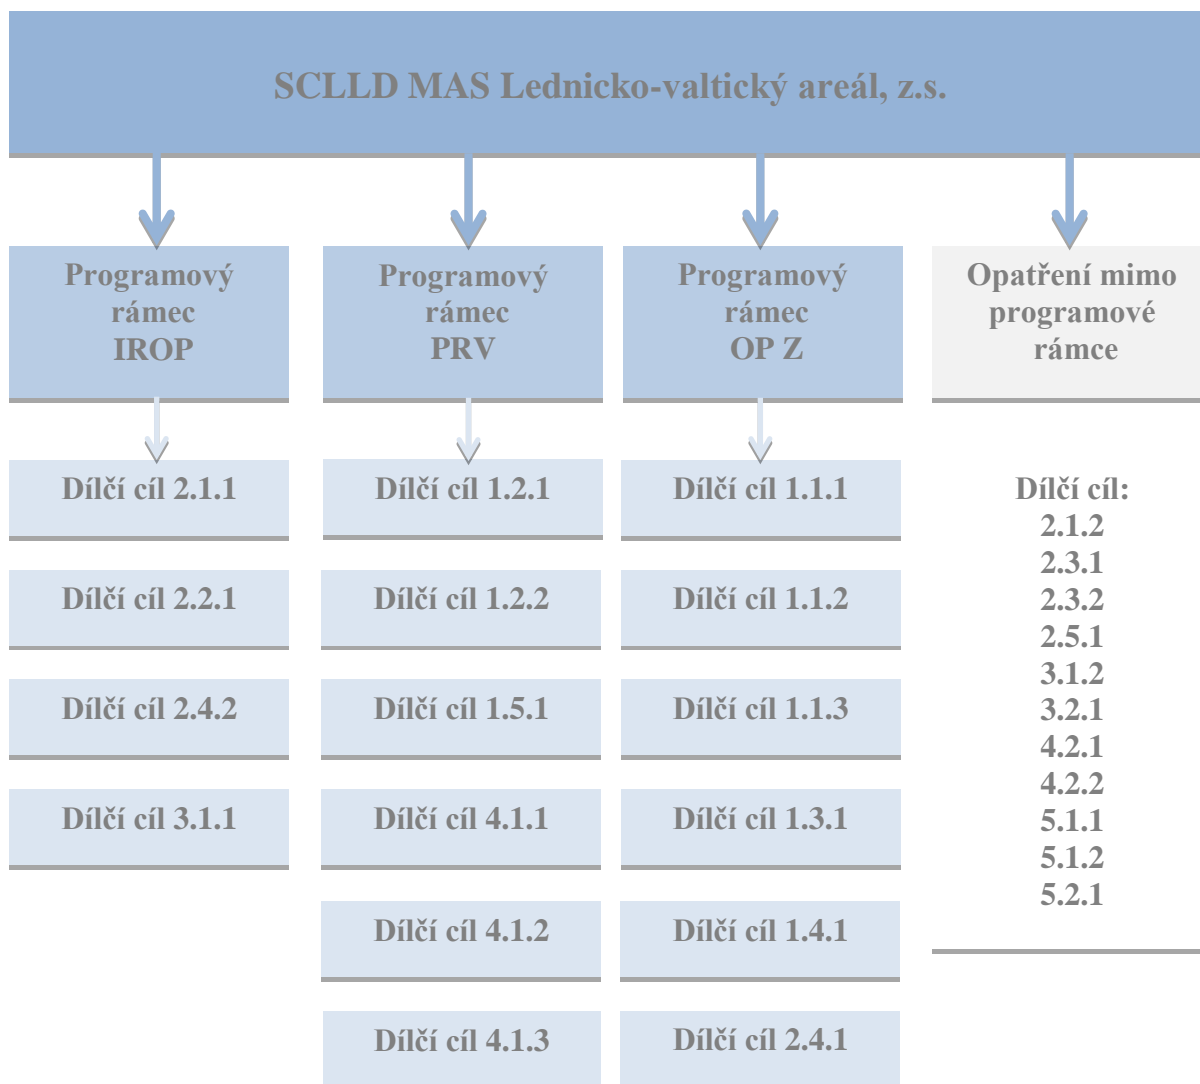 SCLLD MAS Lednicko-valtický areál, z.s.
Programový
rámec
IROP
Programový
rámec
PRV
Programový
rámec
OP Z
Opatření mimo
programové
rámce
Dílčí cíl 2.1.1
Dílčí cíl 2.2.1
Dílčí cíl 2.4.2
Dílčí cíl 3.1.1
Dílčí cíl 1.2.1
Dílčí cíl 1.2.2
Dílčí cíl 1.5.1
Dílčí cíl 4.1.1
Dílčí cíl 4.1.2
Dílčí cíl 4.1.3
Dílčí cíl 1.1.1
Dílčí cíl 1.1.2
Dílčí cíl 1.1.3
Dílčí cíl 1.3.1
Dílčí cíl 1.4.1
Dílčí cíl 2.4.1
Dílčí cíl:
2.1.2
2.3.1
2.3.2
2.5.1
3.1.2
3.2.1
4.2.1
4.2.2
5.1.1
5.1.2
5.2.1